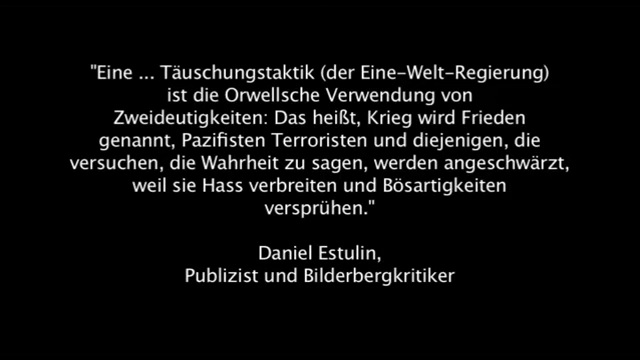 "Eine ... Täuschungstaktik (der Eine-Welt-Regierung)
ist die Orwellsche Verwendung von
Zweideutigkeiten: Das heißt, Krieg wird Frieden
genannt, Pazifisten Terroristen und diejenigen, die
versuchen, die Wahrheit zu sagen, werden angeschwärzt,
weil sie Hass verbreiten und Bösartigkeiten
versprühen."
Daniel Estulin,
Publizist und Bilderbergkritiker